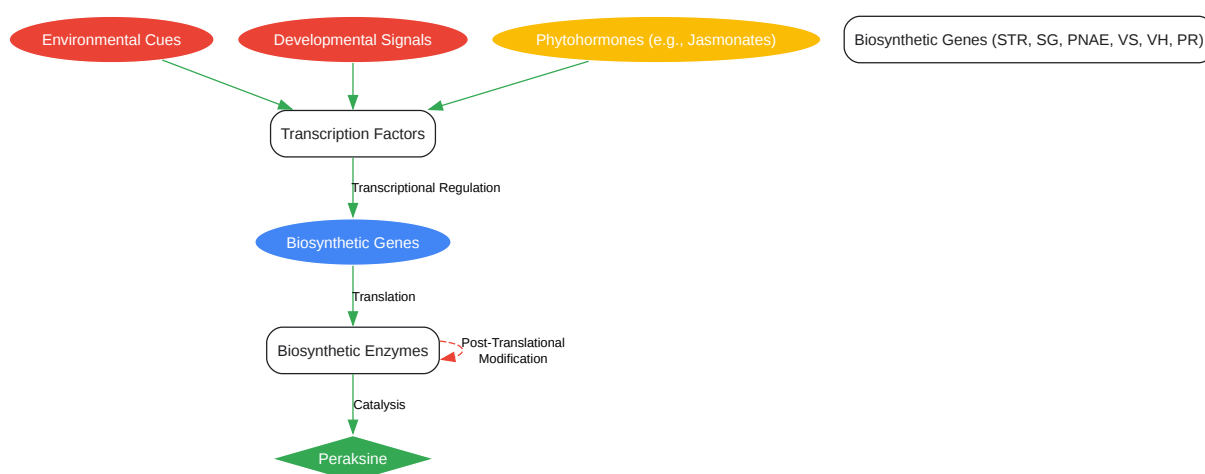 Environmental Cues
Developmental Signals
Phytohormones (e.g., Jasmonates)
Biosynthetic Genes (STR, SG, PNAE, VS, VH, PR)
Transcription Factors
Transcriptional Regulation
Biosynthetic Genes
Translation
Biosynthetic Enzymes
Post-Translational
Modification
Catalysis
Peraksine